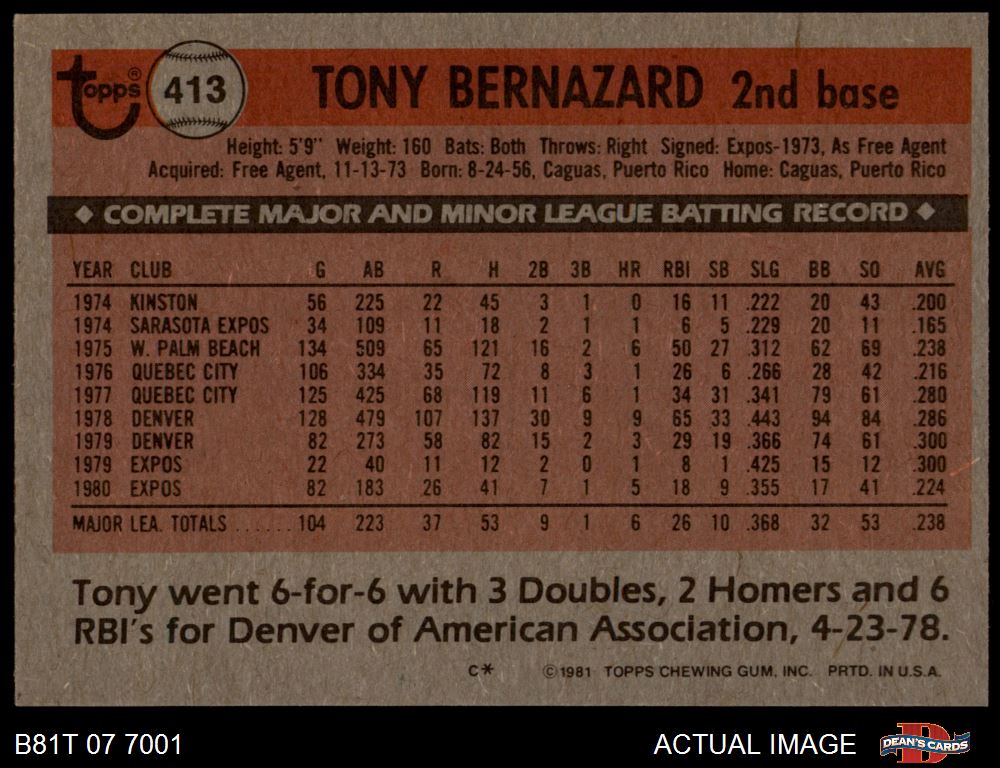 Topps® 413 TONY BERNAZARD 2nd base
Height: 5'9" Weight: 160 Bats: Both Throws: Right Signed: Expos-1973, As Free Agent
Acquired: Free Agent, 11-13-73 Born: 8-24-56, Caguas, Puerto Rico Home: Caguas, Puerto Rico
◆ COMPLETE MAJOR AND MINOR LEAGUE BATTING RECORD ◆
YEAR CLUB G AB R H 2B 3B HR RBI SB SLG BB SO AVG
1974 KINSTON 56 225 22 45 3 1 0 16 11 .222 20 43 .200
1974 SARASOTA EXPOS 34 109 11 18 2 1 1 6 5 .229 20 11 .165
1975 W. PALM BEACH 134 509 65 121 16 2 6 50 27 .312 62 69 .238
1976 QUEBEC CITY 106 334 35 72 8 3 1 26 6 .266 28 42 .216
1977 QUEBEC CITY 125 425 68 119 11 6 1 34 31 .341 79 61 .280
1978 DENVER 128 479 107 137 30 9 9 65 33 .443 94 84 .286
1979 DENVER 82 273 58 82 15 2 3 29 19 .366 74 61 .300
1979 EXPOS 22 40 11 12 2 0 1 8 1 .425 15 12 .300
1980 EXPOS 82 183 26 41 7 1 5 18 9 .355 17 41 .224
MAJOR LEA. TOTALS ...... 104 223 37 53 9 1 6 26 10 .368 32 53 .238
Tony went 6-for-6 with 3 Doubles, 2 Homers and 6
RBI's for Denver of American Association, 4-23-78.
C* ©1981 TOPPS CHEWING GUM, INC. PRTD. IN U.S.A.
B81T 07 7001 ACTUAL IMAGE DEAN'S CARDS